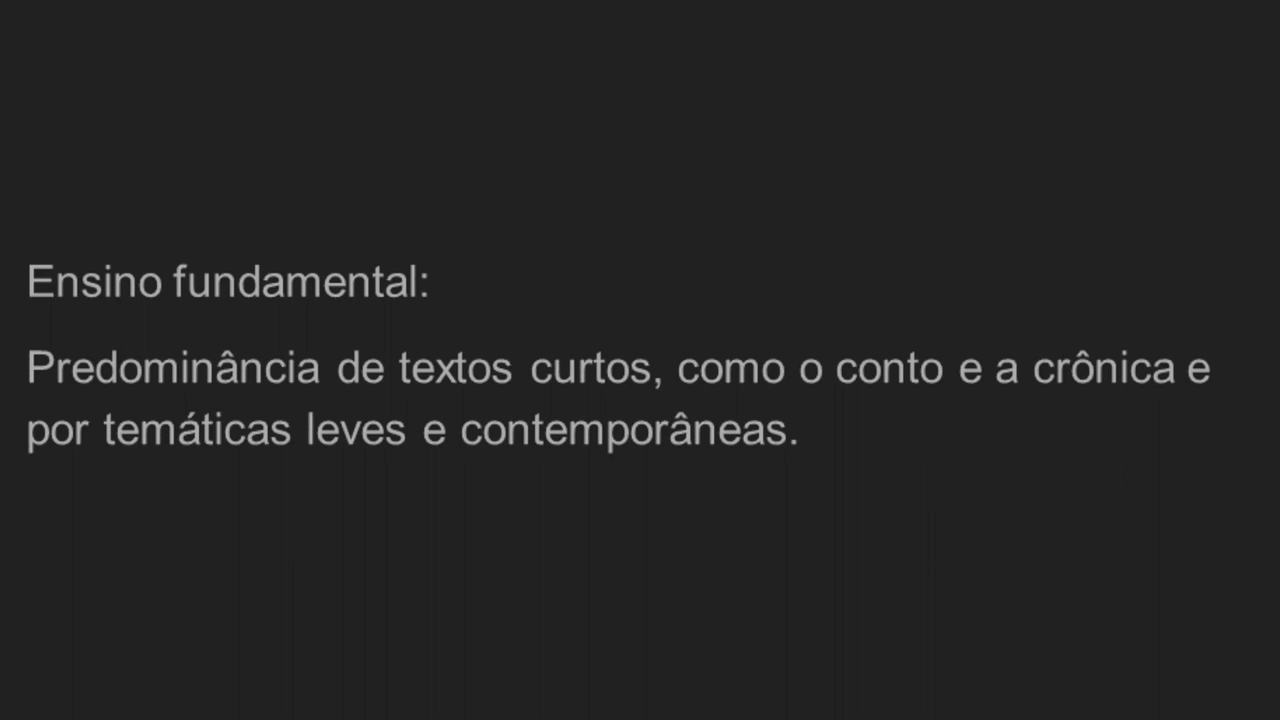 Ensino fundamental:
Predominância de textos curtos, como o conto e a crônica e
por temáticas leves e contemporâneas.